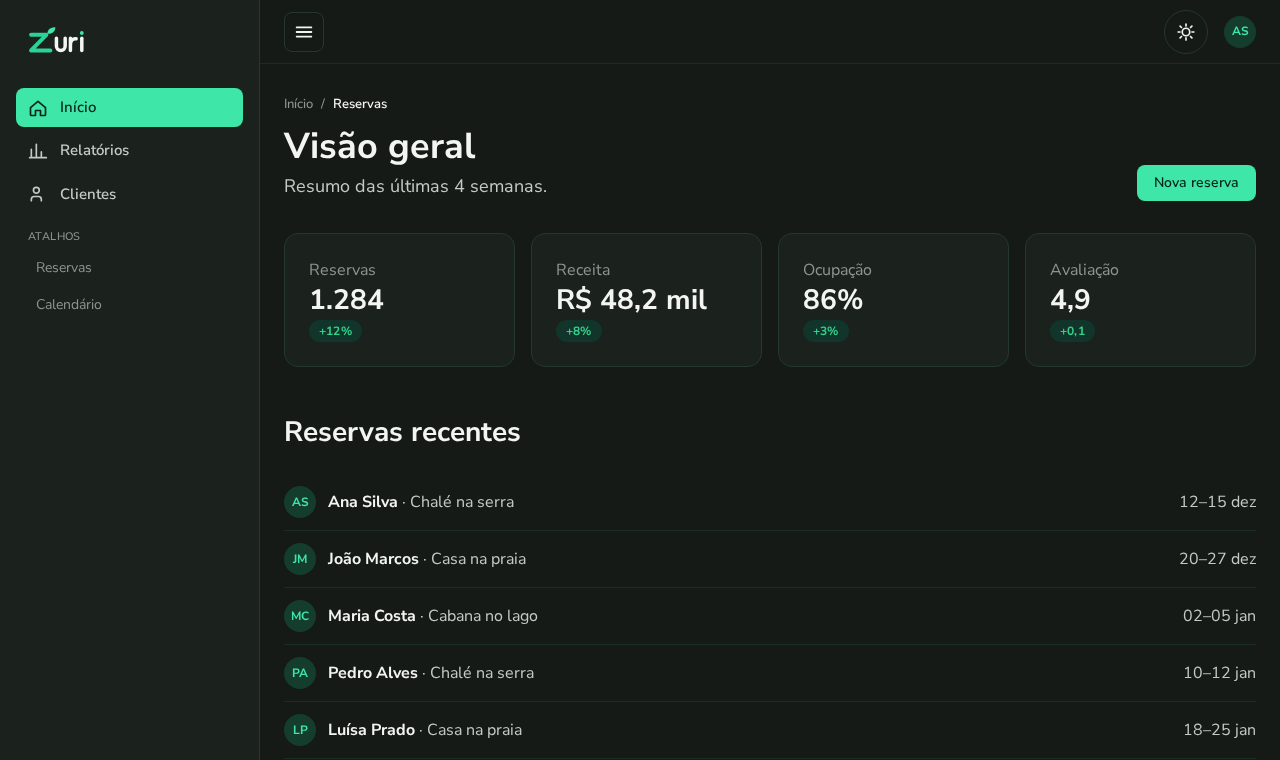 Zuri
Início
Relatórios
Clientes
ATALHOS
Reservas
Calendário
AS
Início / Reservas
Visão geral
Resumo das últimas 4 semanas.
Nova reserva
Reservas
1.284
+12%
Receita
R$ 48,2 mil
+8%
Ocupação
86%
+3%
Avaliação
4,9
+0,1
Reservas recentes
AS Ana Silva · Chalé na serra 12–15 dez
JM João Marcos · Casa na praia 20–27 dez
MC Maria Costa · Cabana no lago 02–05 jan
PA Pedro Alves · Chalé na serra 10–12 jan
LP Luísa Prado · Casa na praia 18–25 jan